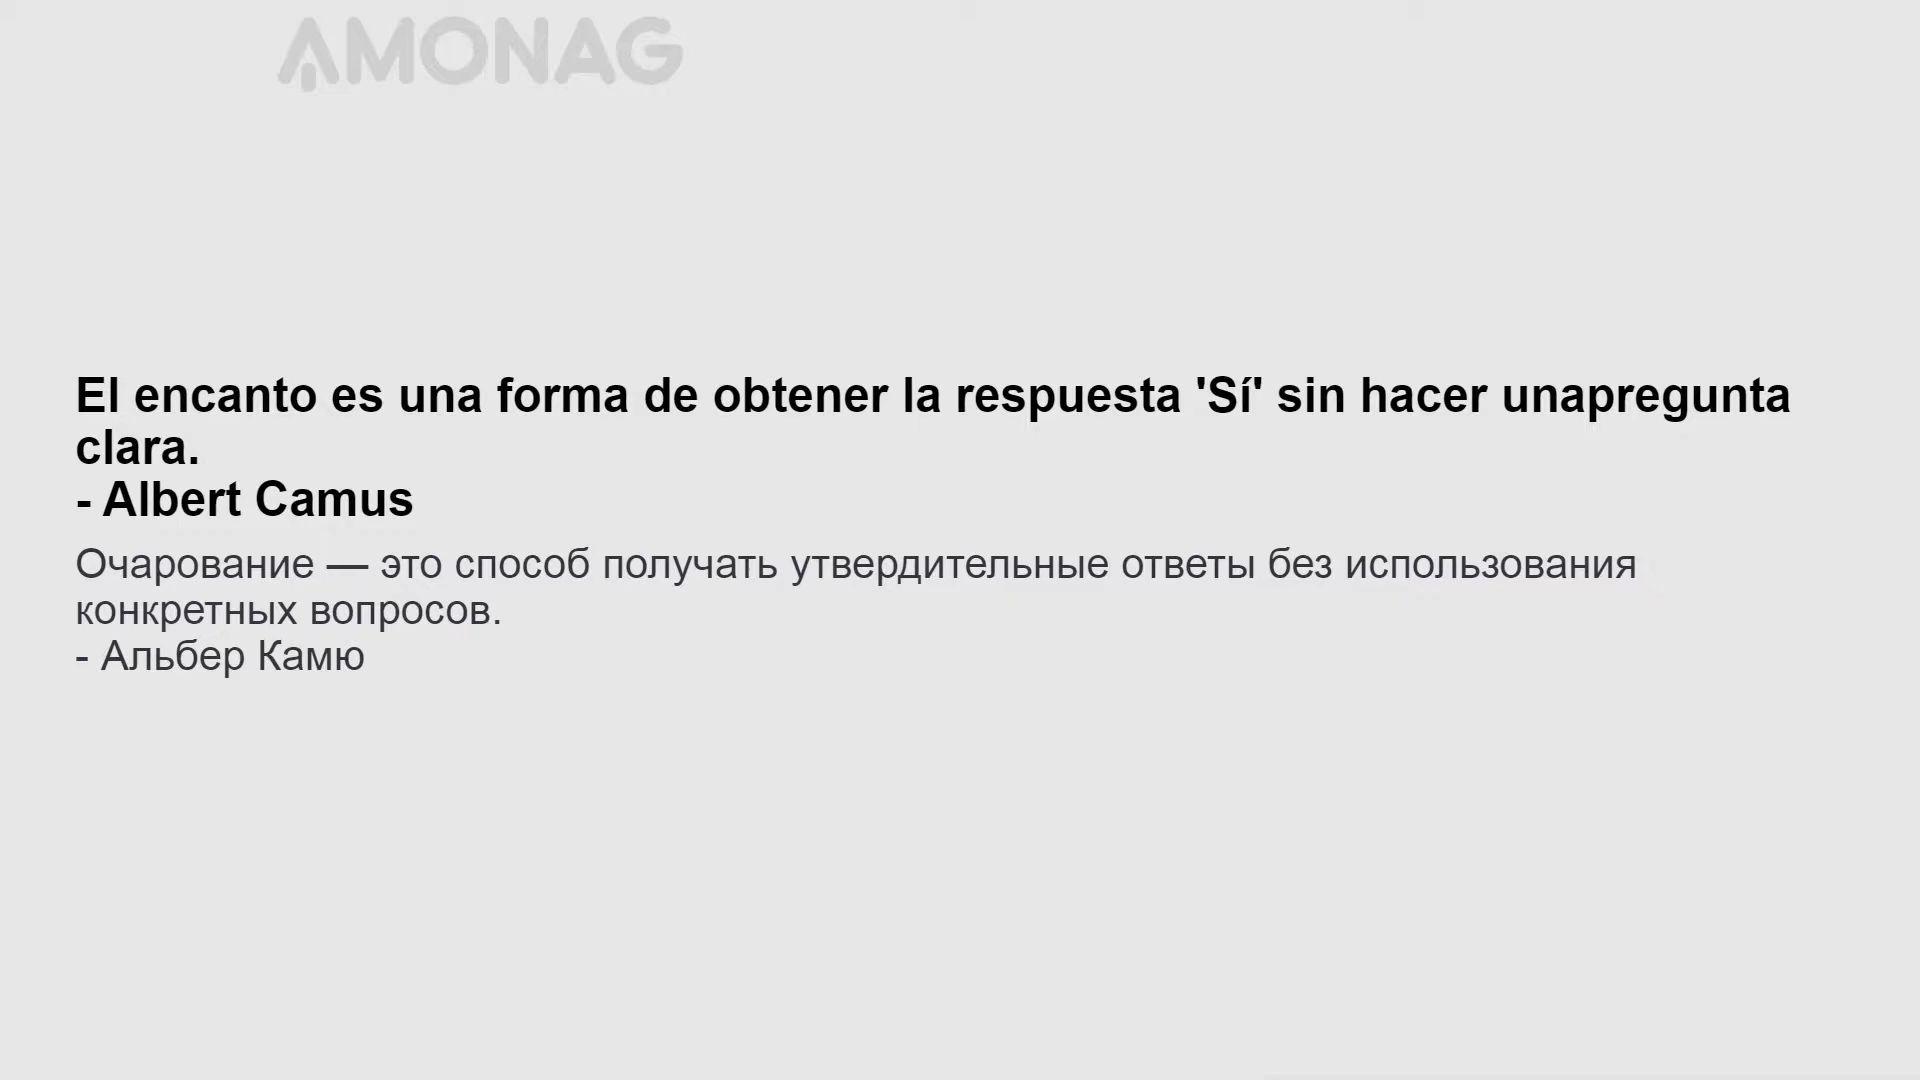 AMONAG
El encanto es una forma de obtener la respuesta 'Sí' sin hacer unapregunta
clara.
- Albert Camus
Очарование — это способ получать утвердительные ответы без использования
конкретных вопросов.
- Альбер Камю